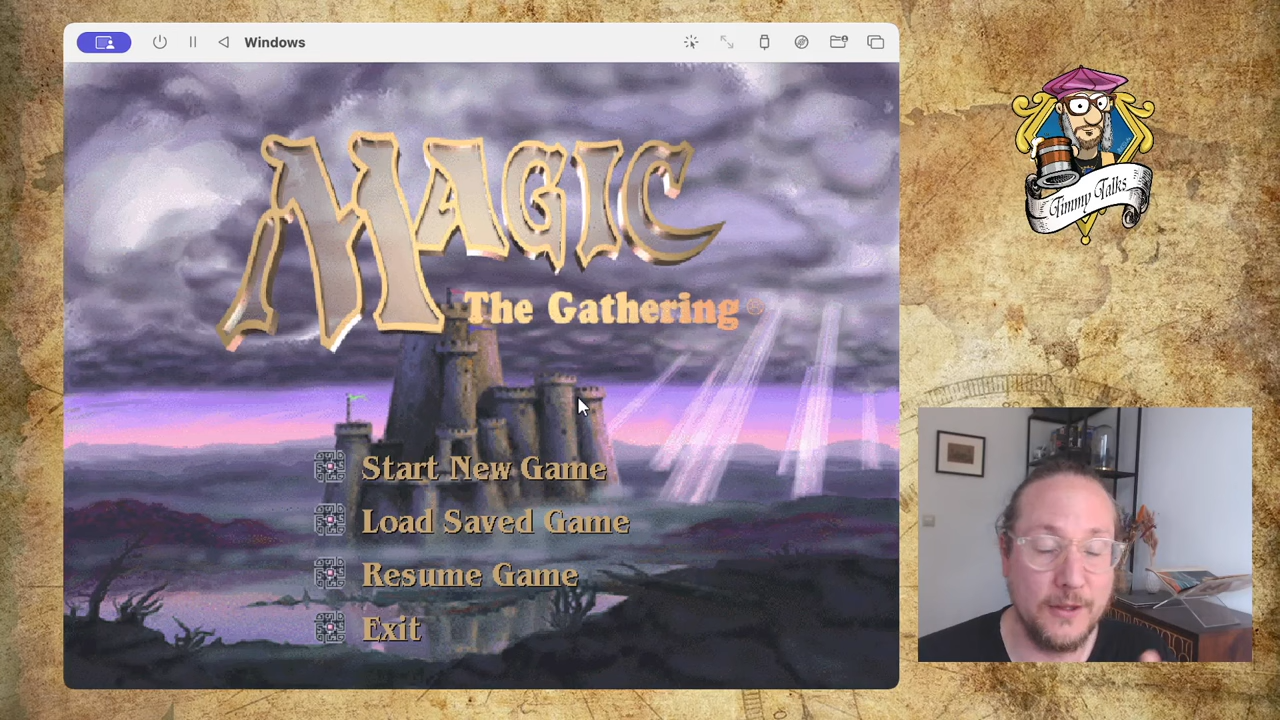 Windows
MAGIC
The Gathering®
Timmy Talks
Start New Game
Load Saved Game
Resume Game
Exit